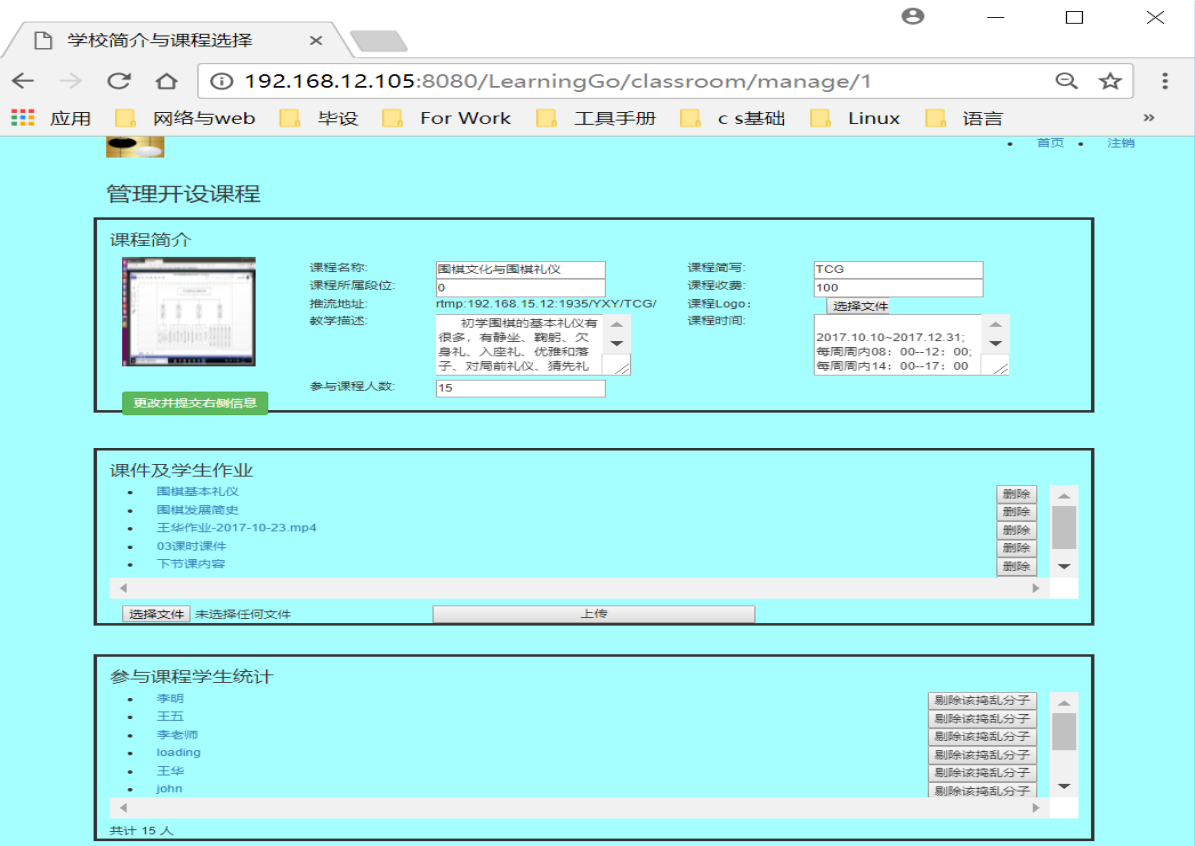 学校简介与课程选择
192.168.12.105:8080/LearningGo/classroom/manage/1
应用 网络与web 毕设 For Work 工具手册 c s基础 Linux 语言 »
• 首页 • 注销
管理开设课程
课程简介
课程名称: 围棋文化与围棋礼仪 课程简写: TCG
课程所属段位: 0 课程收费: 100
推流地址: rtmp:192.168.15.12:1935/YXY/TCG/ 课程Logo: 选择文件
教学描述: 初学围棋的基本礼仪有 课程时间:
很多，有静坐、鞠躬、欠 2017.10.10~2017.12.31;
身礼、入座礼、优雅和落 每周周内08：00--12：00;
子、对局前礼仪、猜先礼 每周周内14：00--17：00
参与课程人数: 15
更改并提交右侧信息
课件及学生作业
• 围棋基本礼仪 删除
• 围棋发展简史 删除
• 王华作业-2017-10-23.mp4 删除
• 03课时课件 删除
• 下节课内容 删除
选择文件 未选择任何文件 上传
参与课程学生统计
• 李明 剔除该捣乱分子
• 王五 剔除该捣乱分子
• 李老师 剔除该捣乱分子
• loading 剔除该捣乱分子
• 王华 剔除该捣乱分子
• john 剔除该捣乱分子
共计 15 人